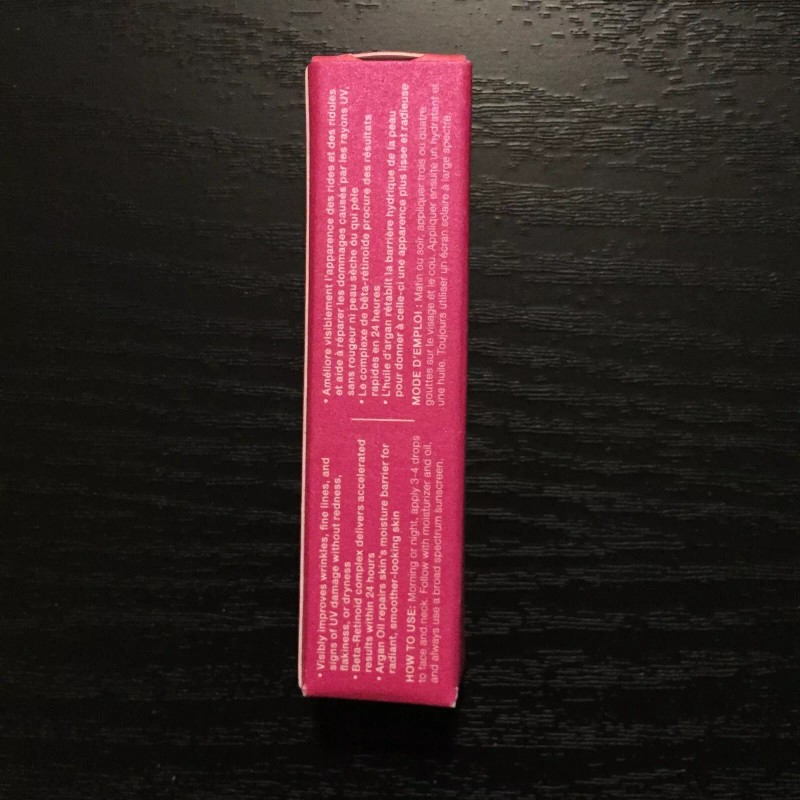 • Visibly improves wrinkles, fine lines, and
signs of UV damage without redness,
flakiness, or dryness
• Beta-Retinoid complex delivers accelerated
results within 24 hours
• Argan Oil repairs skin's moisture barrier for
radiant, smoother-looking skin
HOW TO USE: Morning or night, apply 3-4 drops
to face and neck. Follow with moisturizer and oil,
and always use a broad spectrum sunscreen.
• Améliore visiblement l'apparence des rides et des ridules
et aide à réparer les dommages causés par les rayons UV,
sans rougeur ni peau sèche ou qui pèle
• Le complexe de bêta-rétinoïde procure des résultats
rapides en 24 heures
• L'huile d'argan rétablit la barrière hydrique de la peau
pour donner à celle-ci une apparence plus lisse et radieuse
MODE D'EMPLOI : Matin ou soir, appliquer trois ou quatre
gouttes sur le visage et le cou. Appliquer ensuite un hydratant et
une huile. Toujours utiliser un écran solaire à large spectre.